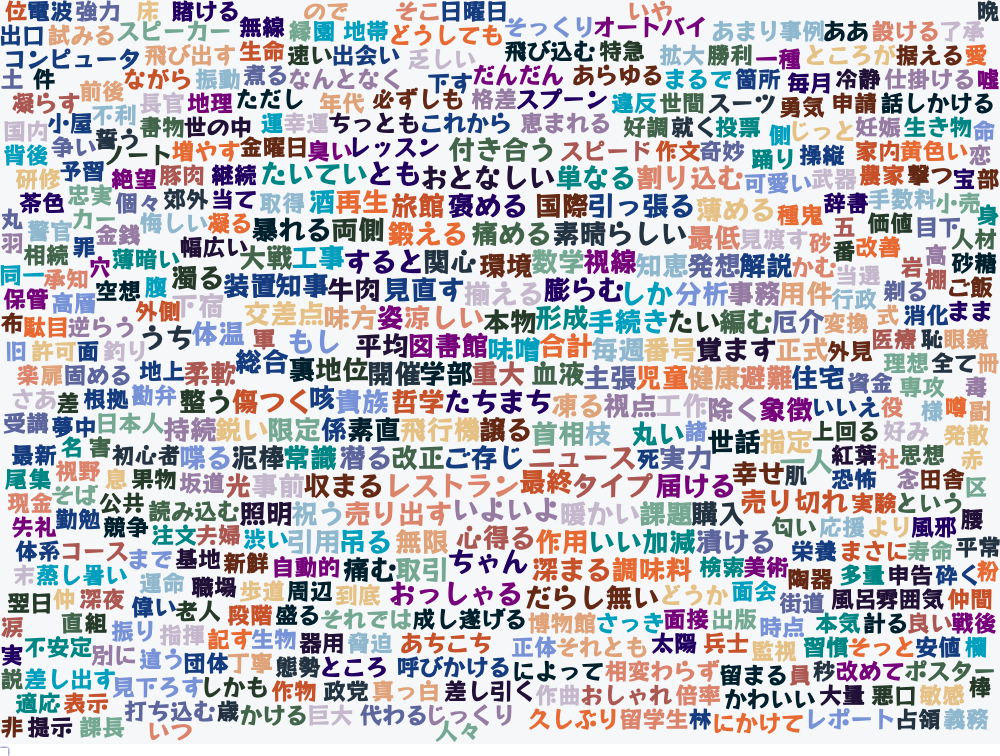 位 電波 強力 床 賭ける ので そこ 日曜日 いや 晩
出口 試みる スピーカー 無線 縁 園 地帯 どうしても そっくり オートバイ あまり 事例 ああ 設ける 了承
コンピュータ 飛び出す 生命 速い 出会い 乏しい 飛び込む 特急 拡大 勝利 一種 ところが 据える 愛
土 件 ながら 振動 煮る なんとなく 下す だんだん あらゆる まるで 箇所 毎月 冷静 仕掛ける 嘘
凝らす 前後 不利 長官 地理 ただし 年代 必ずしも 格差 スプーン 違反 世間 スーツ 勇気 申請 話しかける
国内 小屋 誓う 書物 世の中 運 幸運 ちっとも これから 恵まれる 好調 就く 投票 側 じっと 妊娠 生き物 命
背後 争い ノート 増やす 金曜日 臭い レッスン 付き合う スピード 作文 奇妙 踊り 操縦 家内 黄色い 恋
研修 予習 絶望 豚肉 継続 たいてい とも おとなしい 単なる 割り込む 可愛い 武器 農家 撃つ 宝 部
茶色 忠実 個々 郊外 当て 取得 酒 再生 旅館 褒める 国際 引っ張る 薄める 種 鬼 辞書 手数料 小売 身
丸 警官 カー 金銭 悔しい 凝る 暴れる 両側 鍛える 痛める 素晴らしい 最低 見渡す 砂 五 価値 目下 人材
羽 相続 罪 薄暗い 幅広い 大戦 工事 すると 関心 環境 数学 視線 知恵 発想 解説 かむ 番 改善 高 砂糖
同一 承知 穴 空想 腹 濁る 装置 知事 牛肉 見直す 揃える 膨らむ しか 分析 事務 用件 当選 行政 剃る 岩 棚 ご飯
保管 高層 外側 下宿 交差点 味方 姿 涼しい 本物 形成 手続き たい 編む 厄介 変換 式 消化 まま
布 駄目 逆らう うち 体温 軍 もし 平均 図書館 味噌 合計 毎週 番号 覚ます 正式 外見 医療 恥 眼鏡
旧 許可 面 釣り 総合 裏 地位 開催 学部 重大 血液 主張 児童 健康 避難 住宅 資金 理想 全て 冊
楽 扉 固める 地上 柔軟 専攻 毒
さあ 差 根拠 勘弁 整う 傷つく 咳 貴族 哲学 たちまち 凍る 視点 工作 除く 象徴 いいえ 役 様 噂 副
受講 夢中 日本人 持続 鋭い 限定 係 素直 飛行機 譲る 首相 枝 丸い 諸 世話 指定 上回る 好み 発散
最新 名 害 初心者 喋る 泥棒 常識 潜る 改正 ご存じ ニュース 死 実力 一人 紅葉 社 思想 赤
尾 集 視野 息 果物 坂道 光 事前 収まる レストラン 最終 タイプ 届ける 幸せ 肌 恐怖 念 田舎 区
現金 そば 公共 読み込む 照明 祝う 売り出す いよいよ 暖かい 課題 購入 売り切れ 実験 という
失礼 勤勉 競争 注文 夫婦 渋い 引用 吊る 無限 心得る 作用 いい加減 漬ける 匂い 応援 より 風邪 腰
体系 コース まで 基地 新鮮 自動的 痛む 取引 ちゃん 深まる 調味料 検索 美術 栄養 まさに 寿命 平常
末 蒸し暑い 運命 職場 歩道 周辺 到底 おっしゃる だらし無い どうか 面会 陶器 多量 申告 砕く 粉
翌日 仲 深夜 偉い 老人 段階 盛る それでは 成し遂げる 博物館 さっき 面接 出版 街道 風呂 雰囲気 仲間
涙 直組 振り 指揮 記す 生物 器用 脅迫 あちこち 正体 それとも 太陽 兵士 時点 本気 計る 良い 戦後
実 不安定 別に 違う 団体 丁寧 態勢 ところ 呼びかける によって 相変わらず 監視 習慣 そっと 安値 欄
説 差し出す 見下ろす しかも 作物 政党 真っ白 差し引く 作曲 おしゃれ 倍率 留まる 員 秒 改めて ポスター
適応 表示 打ち込む 歳 かける 巨大 代わる じっくり かわいい 大量 悪口 敏感 棒
非 提示 課長 いつ 人々 久しぶり 留学生 林 にかけて レポート 占領 義務